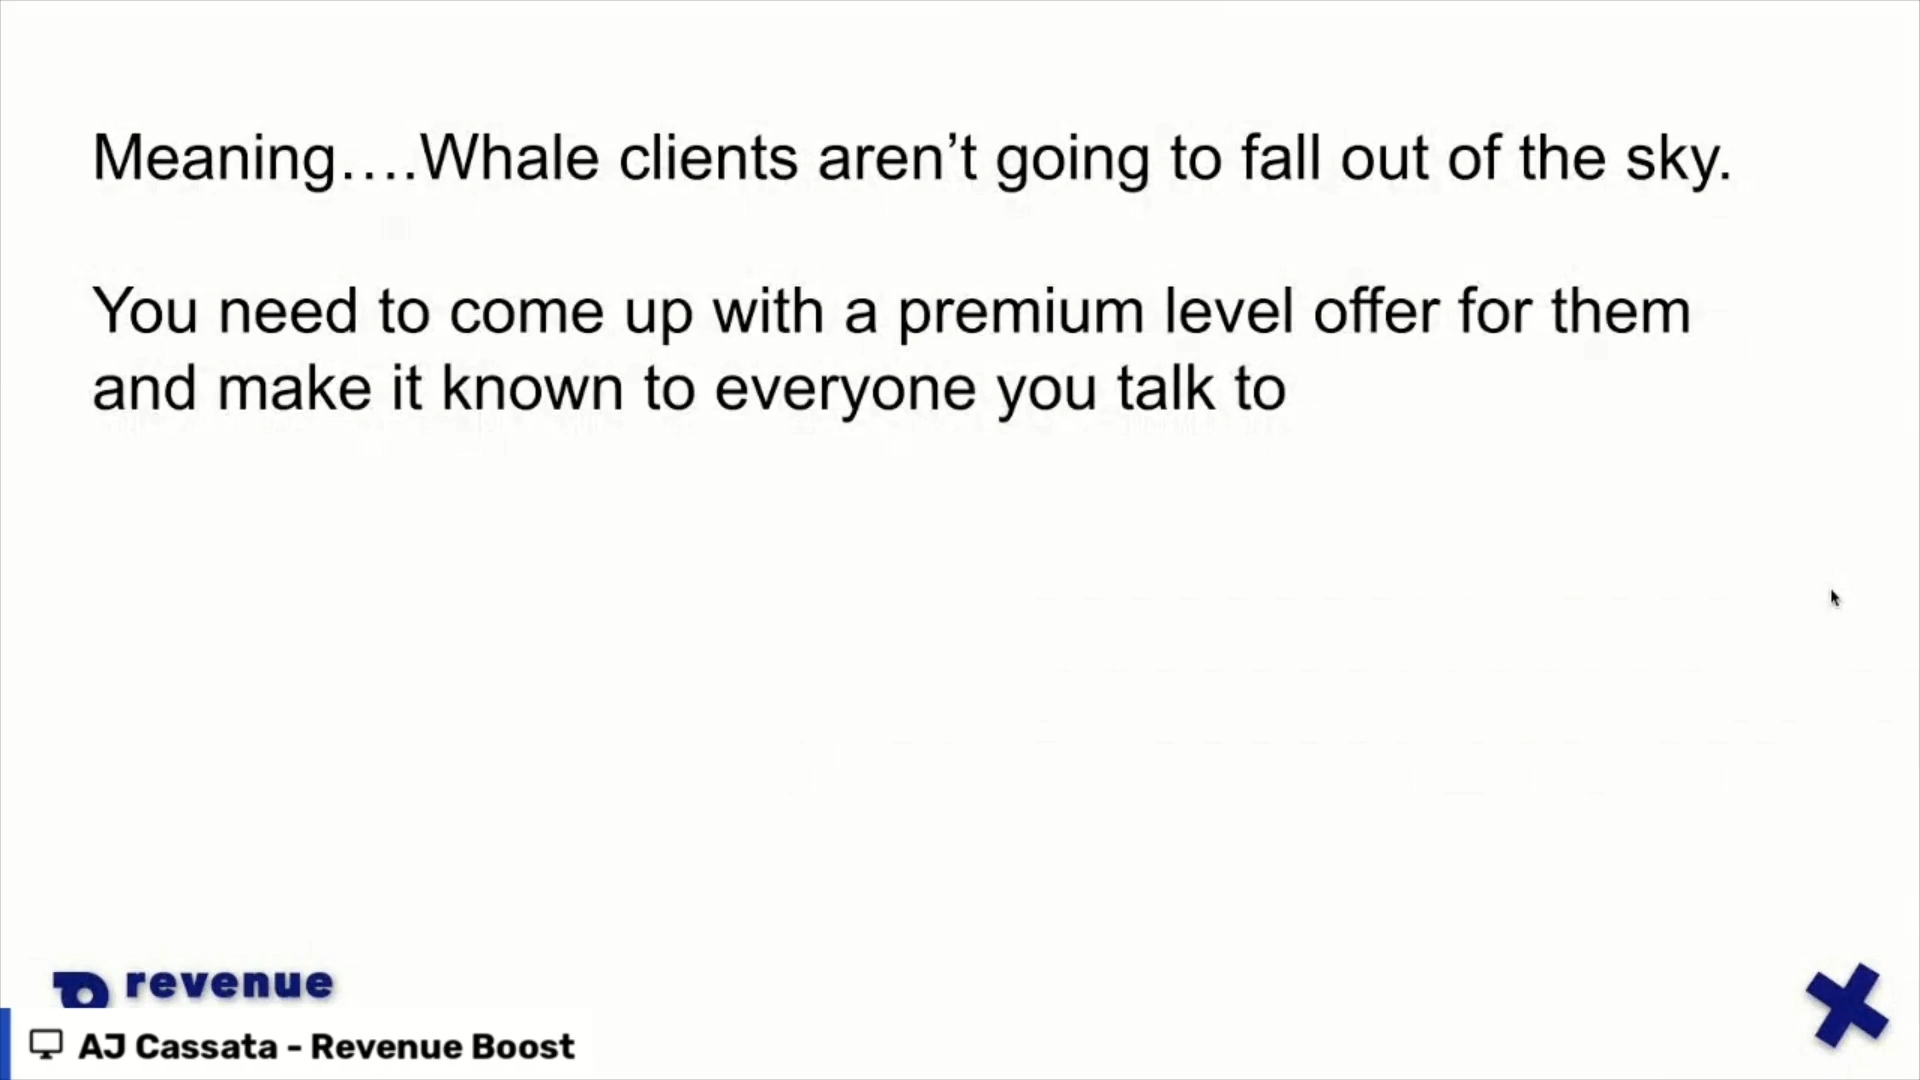 Meaning….Whale clients aren’t going to fall out of the sky.
You need to come up with a premium level offer for them
and make it known to everyone you talk to
revenue
AJ Cassata - Revenue Boost